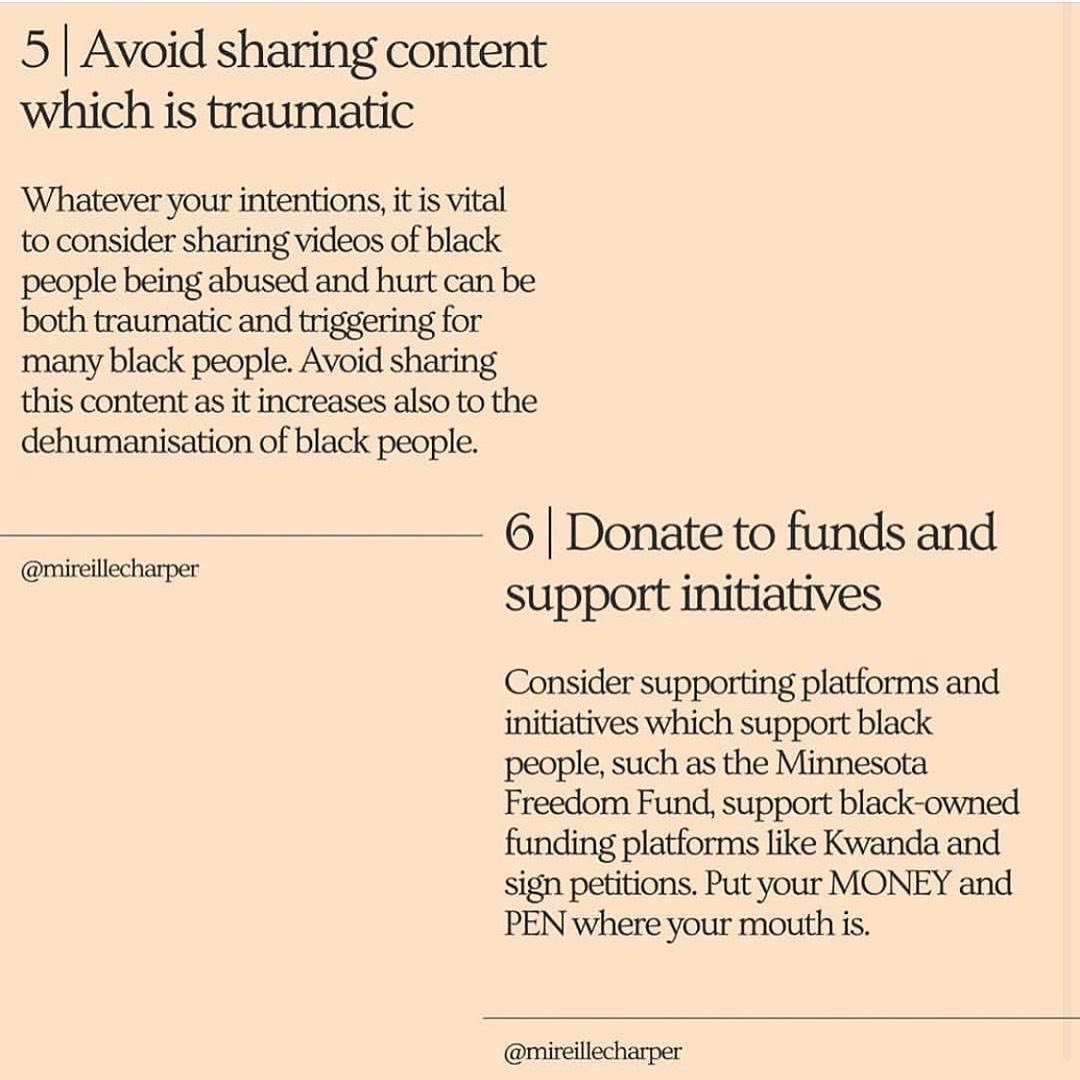 5 | Avoid sharing content
which is traumatic
Whatever your intentions, it is vital
to consider sharing videos of black
people being abused and hurt can be
both traumatic and triggering for
many black people. Avoid sharing
this content as it increases also to the
dehumanisation of black people.
@mireillecharper
6 | Donate to funds and
support initiatives
Consider supporting platforms and
initiatives which support black
people, such as the Minnesota
Freedom Fund, support black-owned
funding platforms like Kwanda and
sign petitions. Put your MONEY and
PEN where your mouth is.
@mireillecharper